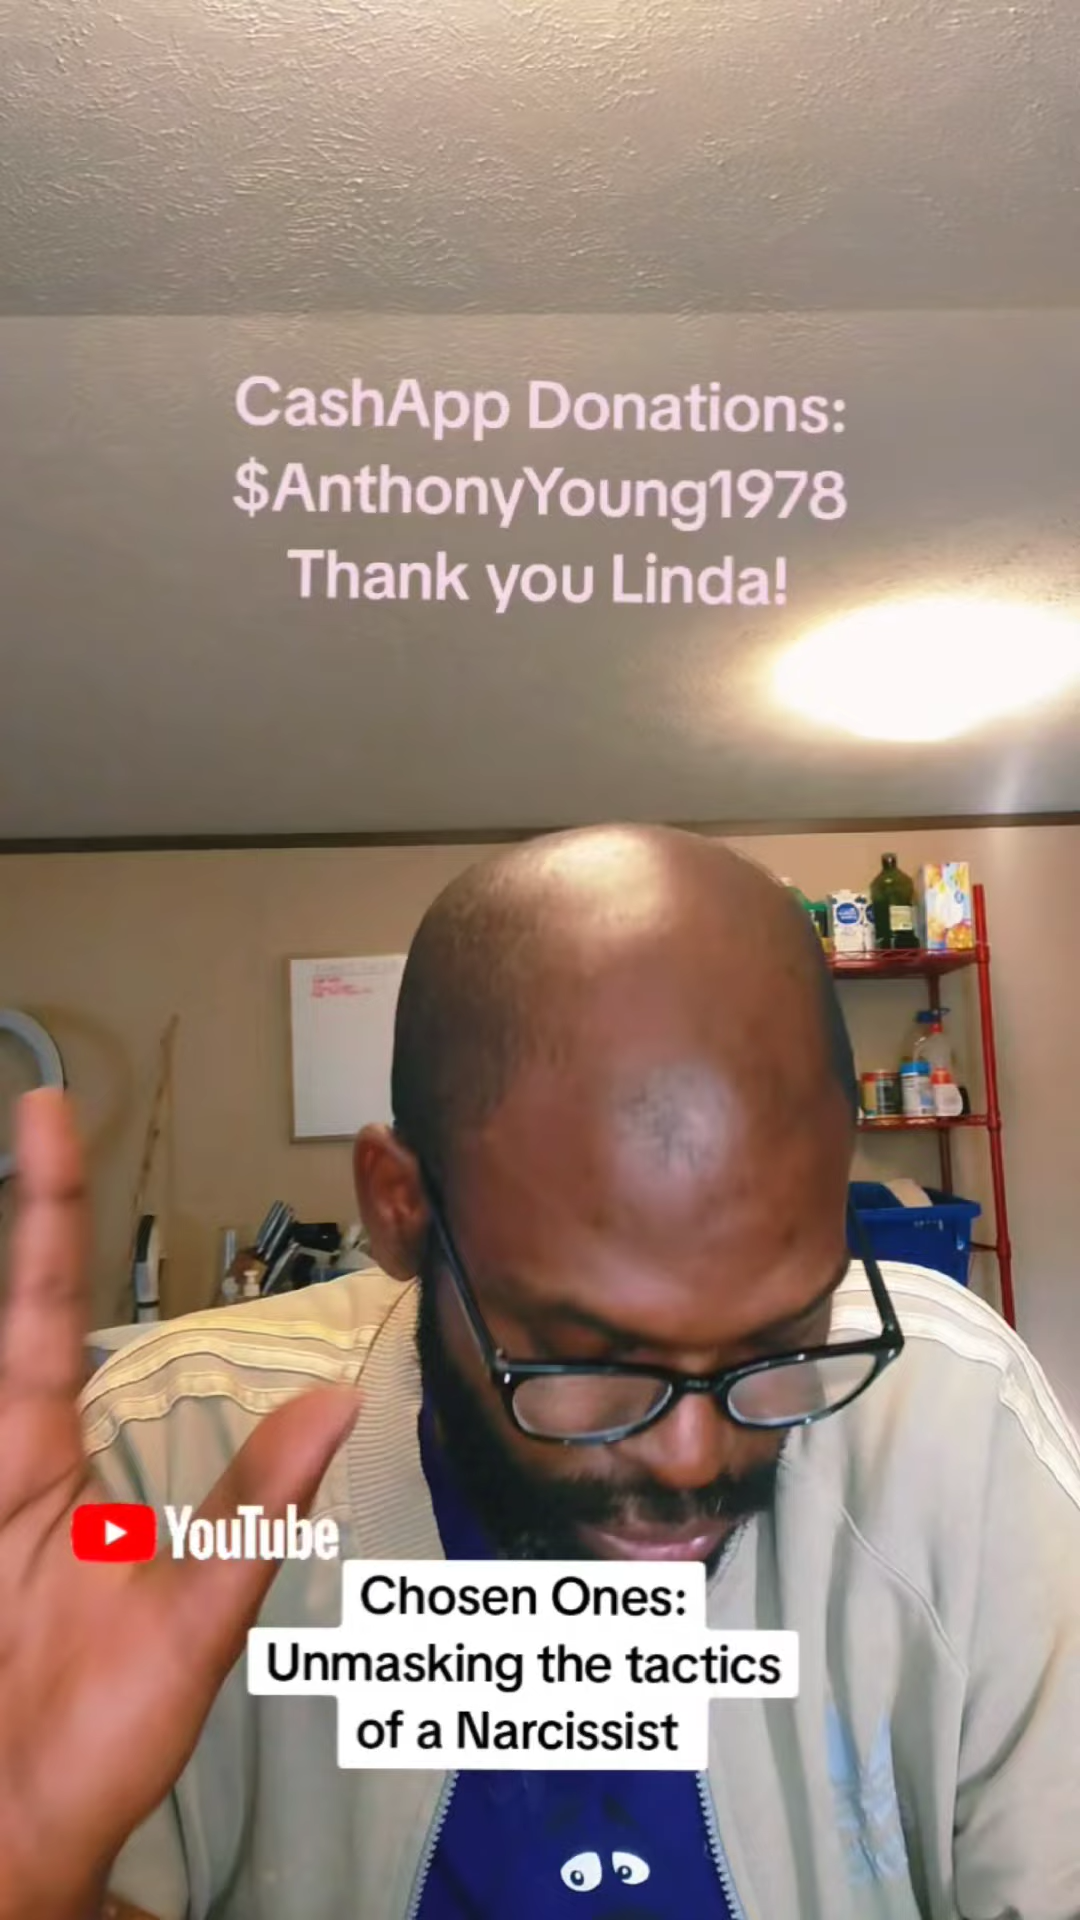 CashApp Donations:
$AnthonyYoung1978
Thank you Linda!
YouTube
Chosen Ones:
Unmasking the tactics
of a Narcissist